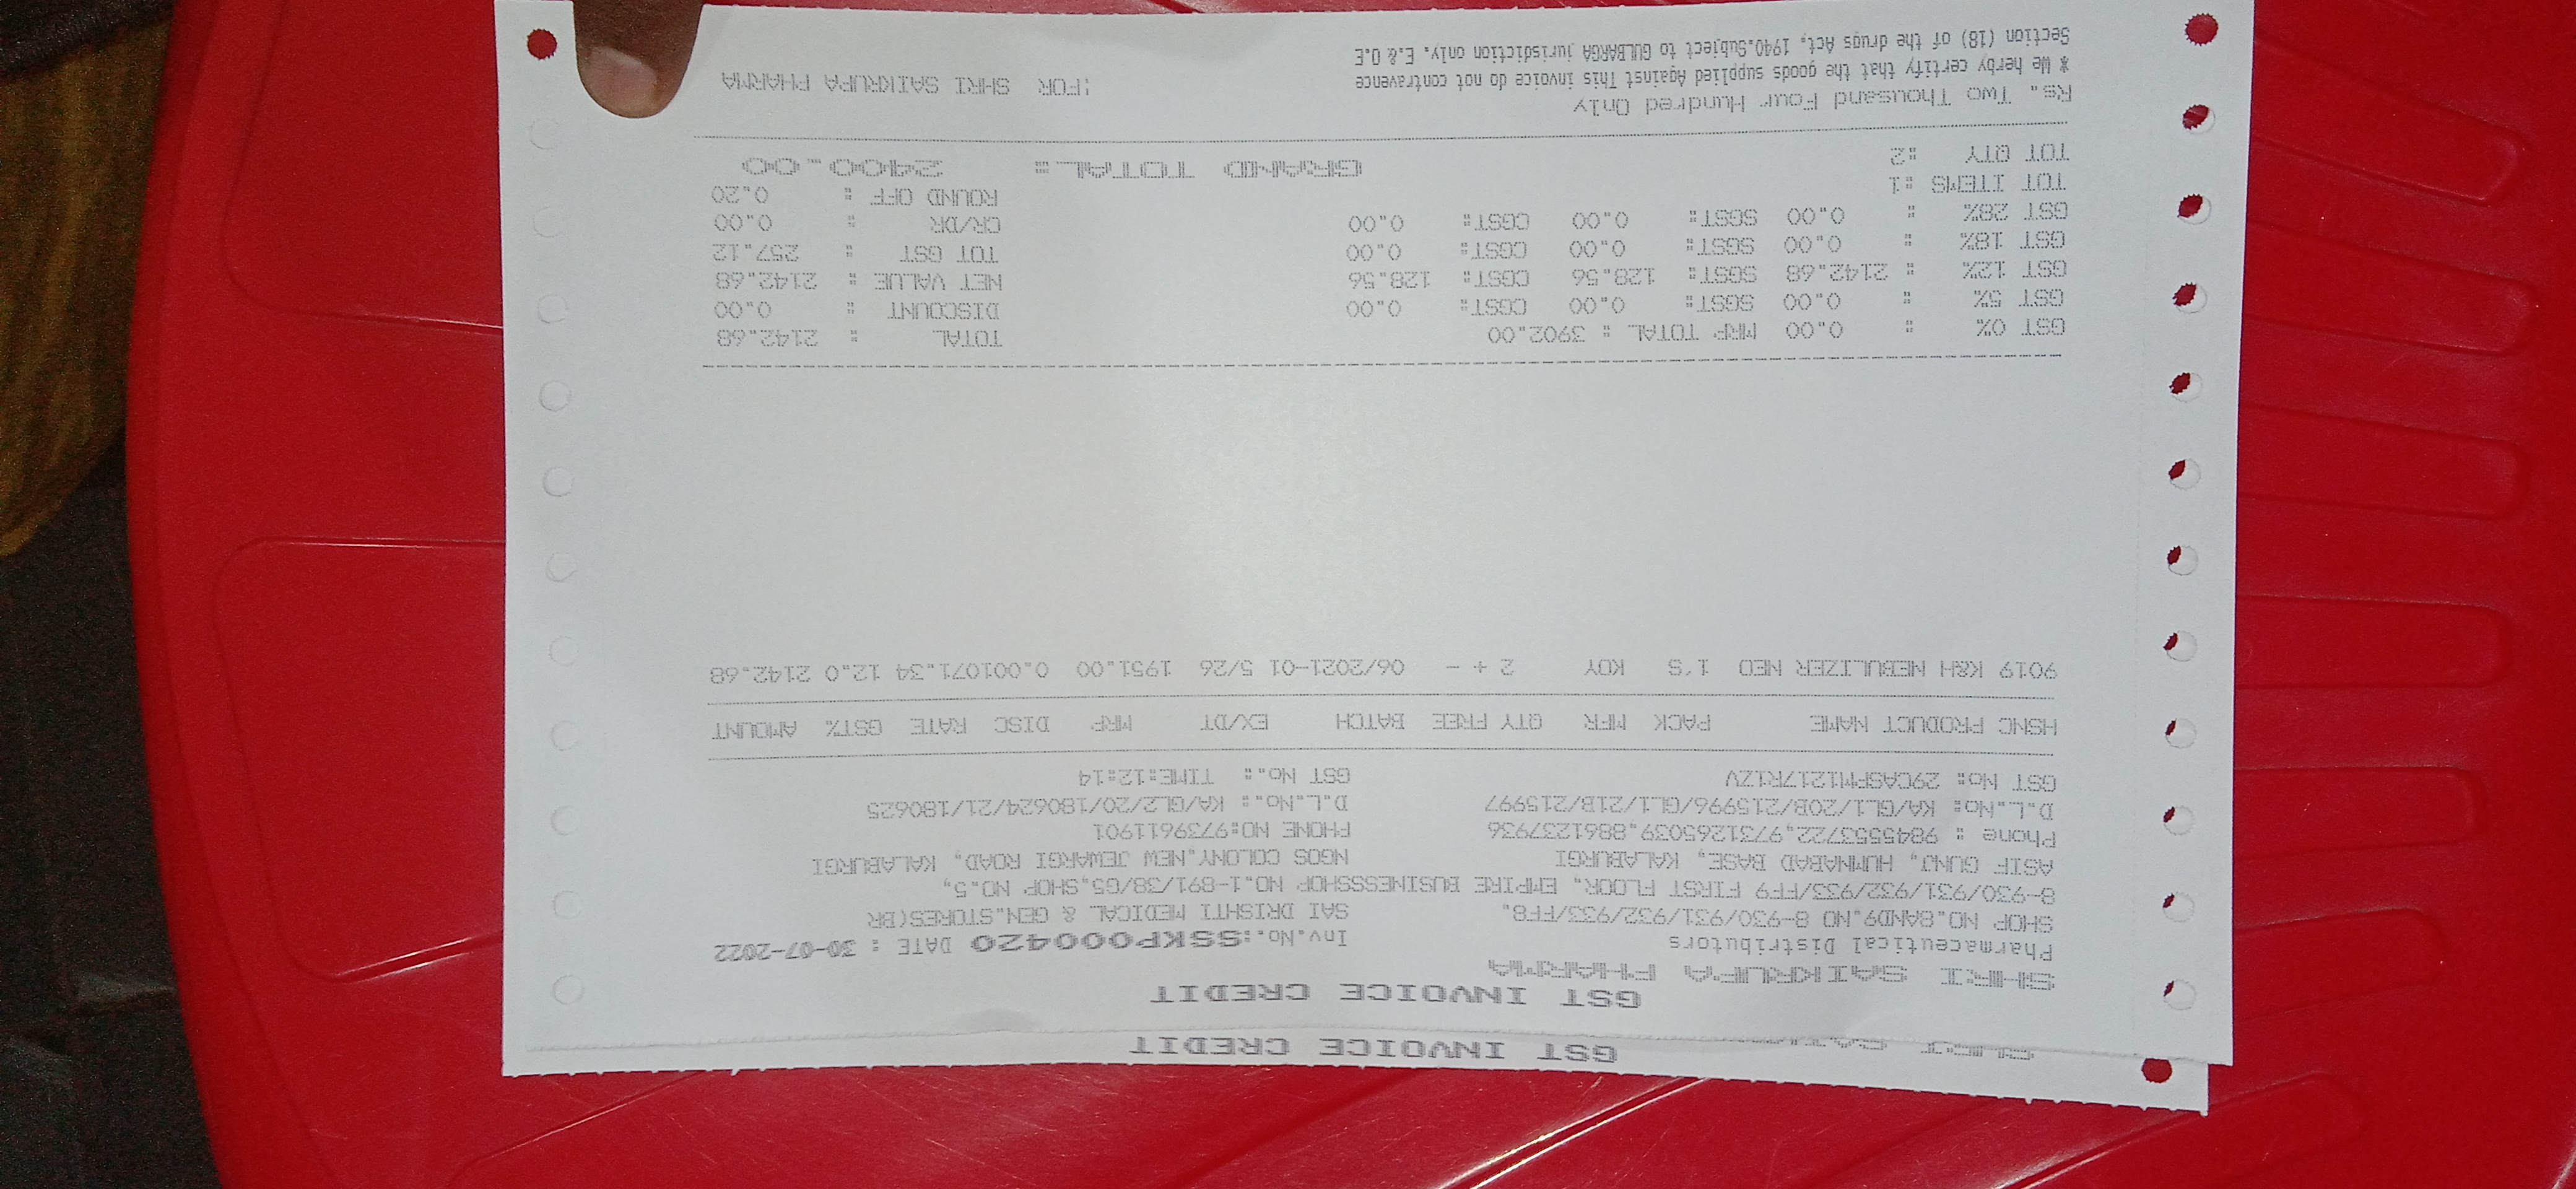 GST INVOICE CREDIT
GST INVOICE CREDIT
SHRI SAIKRUPA PHARMA
Pharmaceutical Distributors Inv.No.:SSKP000420 DATE : 30-07-2022
SHOP NO.8AND9.NO 8-930/931/932/933/FF8. SAI DRISHTI MEDICAL & GEN.STORES(BR
8-930/931/932/933/FF9 FIRST FLOOR. EMPIRE BUSINESSSHOP NO.1-891/38/G5.SHOP NO.5,
ASIF GUNJ, HUMNABAD BASE, KALABURGI NGOS COLONY,NEW JEWARGI ROAD, KALABURGI
Phone : 9845553722,9731265039,8861237936 PHONE NO:9739611901
D.L.No: KA/GL1/20B/215996/GL1/21B/215997 D.L.No.: KA/GL2/20/180624/21/180625
GST No: 29CASPM1217R1ZV GST No.: TIME:12:14
HSNC PRODUCT NAME PACK MFR QTY FREE BATCH EX/DT MRP DISC RATE GST% AMOUNT
9019 K&H NEBULIZER NEO 1'S KOY 2 + - 06/2021-01 5/26 1951.00 0.001071.34 12.0 2142.68
GST 0% : 0.00 MRP TOTAL : 3902.00 TOTAL : 2142.68
GST 5% : 0.00 SGST: 0.00 CGST: 0.00 DISCOUNT : 0.00
GST 12% : 2142.68 SGST: 128.56 CGST: 128.56 NET VALUE : 2142.68
GST 18% : 0.00 SGST: 0.00 CGST: 0.00 TOT GST : 257.12
GST 28% : 0.00 SGST: 0.00 CGST: 0.00 CR/DR : 0.00
TOT ITEMS :1 ROUND OFF : 0.20
TOT QTY :2 GRAND TOTAL : 2400.00
Rs. Two Thousand Four Hundred Only
* We herby certify that the goods supplied Against This invoice do not contravence ¦FOR SHRI SAIKRUPA PHARMA
Section (18) of the drugs Act, 1940.Subject to GULBARGA jurisdiction only. E.& O.E